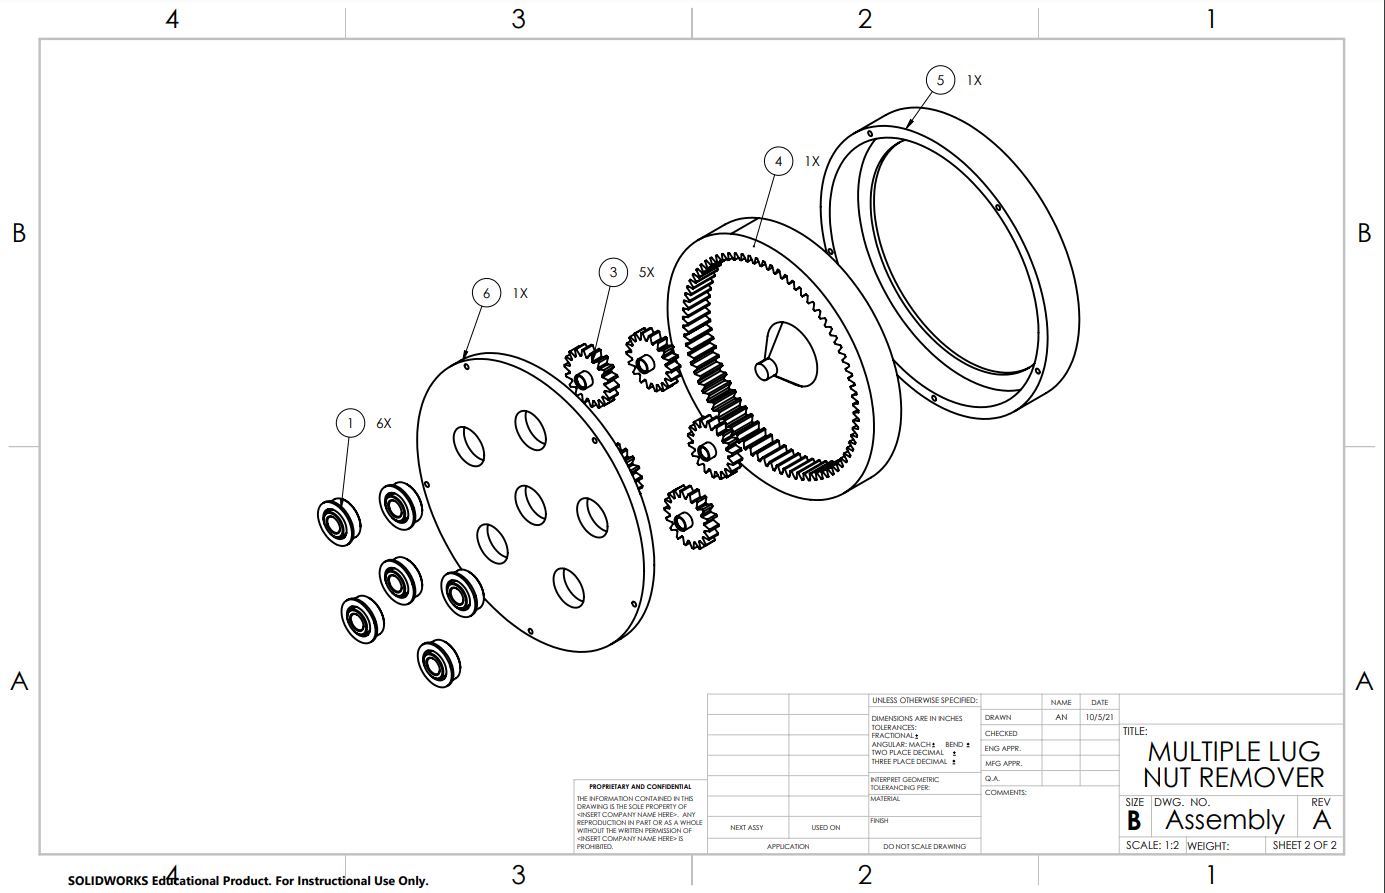 4 3 2 1
5 1X
4 1X
B B
3 5X
6 1X
1 6X
A A
UNLESS OTHERWISE SPECIFIED:
DIMENSIONS ARE IN INCHES
TOLERANCES:
FRACTIONAL ±
ANGULAR: MACH ± BEND ±
TWO PLACE DECIMAL ±
THREE PLACE DECIMAL ±
INTERPRET GEOMETRIC
TOLERANCING PER:
MATERIAL
FINISH
DO NOT SCALE DRAWING
NAME DATE
DRAWN AN 10/5/21
CHECKED
ENG APPR.
MFG APPR.
Q.A.
COMMENTS:
TITLE:
MULTIPLE LUG
NUT REMOVER
SIZE DWG. NO. REV
B Assembly A
SCALE: 1:2 WEIGHT: SHEET 2 OF 2
PROPRIETARY AND CONFIDENTIAL
THE INFORMATION CONTAINED IN THIS
DRAWING IS THE SOLE PROPERTY OF
<INSERT COMPANY NAME HERE>. ANY
REPRODUCTION IN PART OR AS A WHOLE
WITHOUT THE WRITTEN PERMISSION OF
<INSERT COMPANY NAME HERE> IS
PROHIBITED.
NEXT ASSY USED ON
APPLICATION
4 3 2 1
SOLIDWORKS Educational Product. For Instructional Use Only.